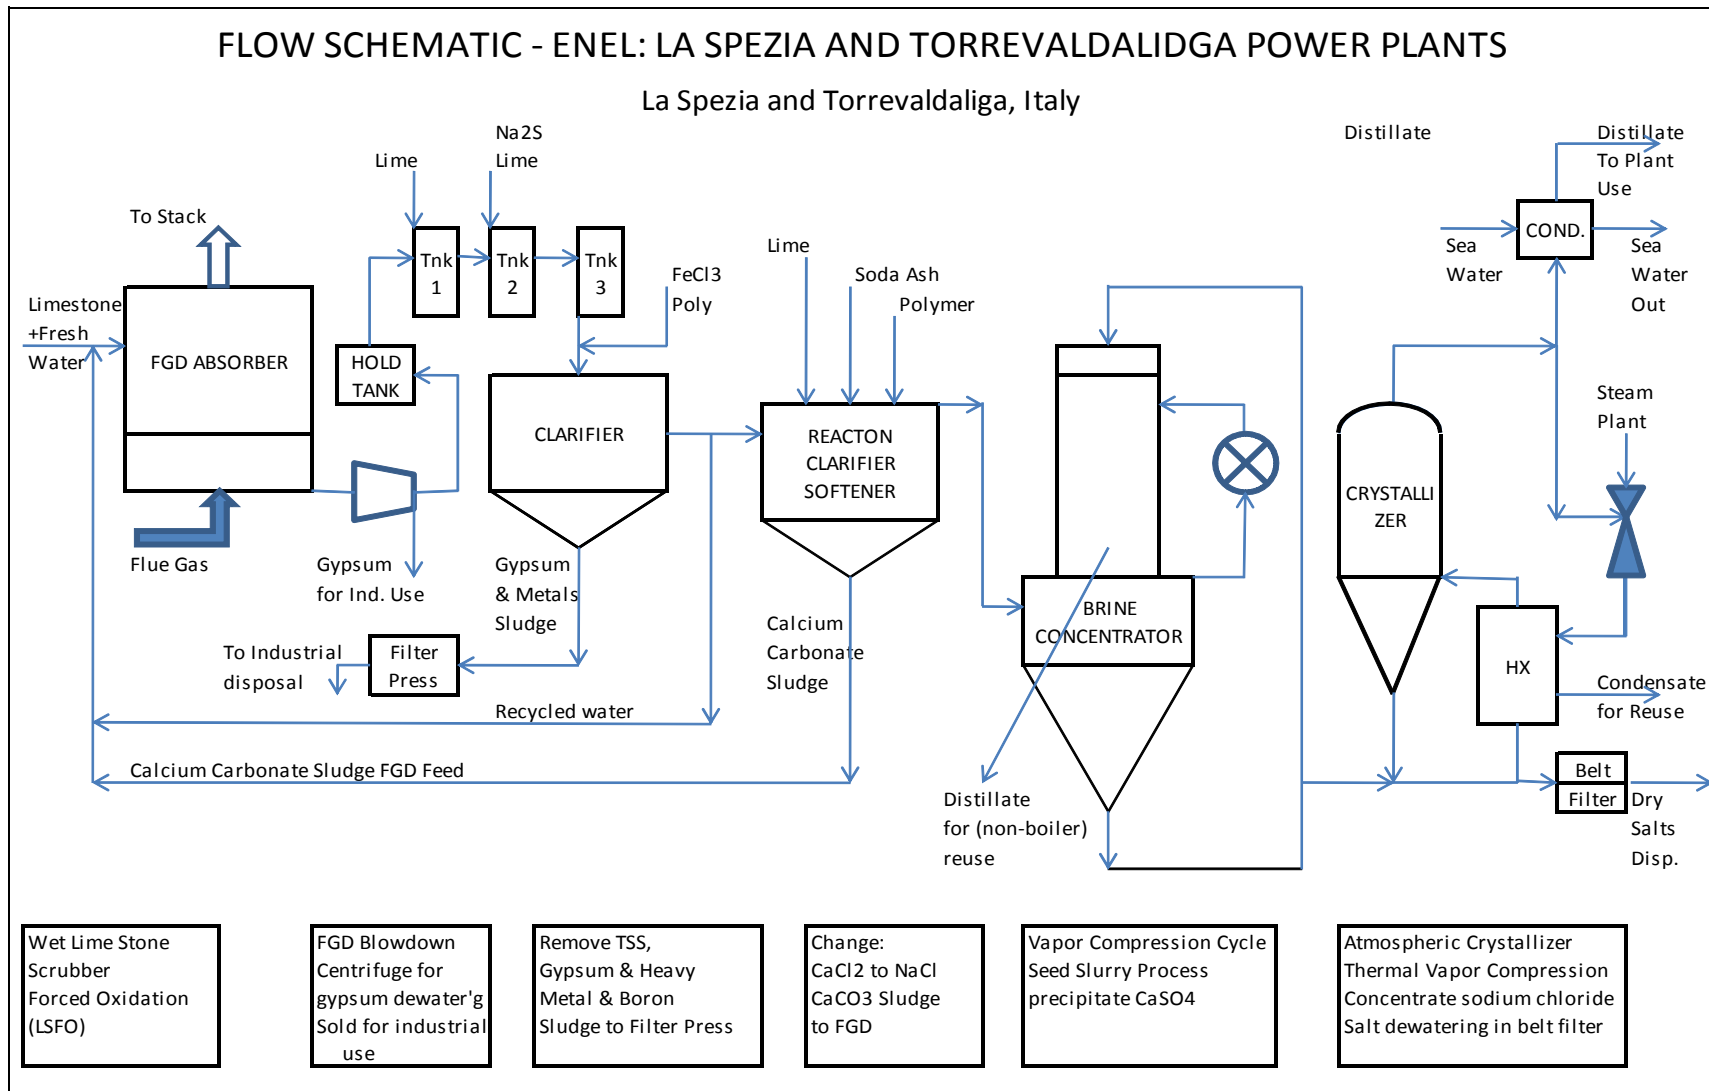 FLOW SCHEMATIC - ENEL: LA SPEZIA AND TORREVALDALIDGA POWER PLANTS
La Spezia and Torrevaldaliga, Italy
Na2S
Lime
Lime
To Stack
Tnk
1
Tnk
2
Tnk
3
FeCl3
Poly
Limestone
+Fresh
Water
FGD ABSORBER
HOLD
TANK
CLARIFIER
Flue Gas
Gypsum
for Ind. Use
Gypsum
& Metals
Sludge
To Industrial
disposal
Filter
Press
Recycled water
Calcium Carbonate Sludge FGD Feed
Lime
Soda Ash
Polymer
REACTON
CLARIFIER
SOFTENER
Calcium
Carbonate
Sludge
BRINE
CONCENTRATOR
Distillate
for (non-boiler)
reuse
Distillate
Distillate
To Plant
Use
COND.
Sea
Water
Sea
Water
Out
Steam
Plant
CRYSTALLI
ZER
HX
Condensate
for Reuse
Belt
Filter
Dry
Salts
Disp.
Wet Lime Stone
Scrubber
Forced Oxidation
(LSFO)
FGD Blowdown
Centrifuge for
gypsum dewater'g
Sold for industrial
use
Remove TSS,
Gypsum & Heavy
Metal & Boron
Sludge to Filter Press
Change:
CaCl2 to NaCl
CaCO3 Sludge
to FGD
Vapor Compression Cycle
Seed Slurry Process
precipitate CaSO4
Atmospheric Crystallizer
Thermal Vapor Compression
Concentrate sodium chloride
Salt dewatering in belt filter